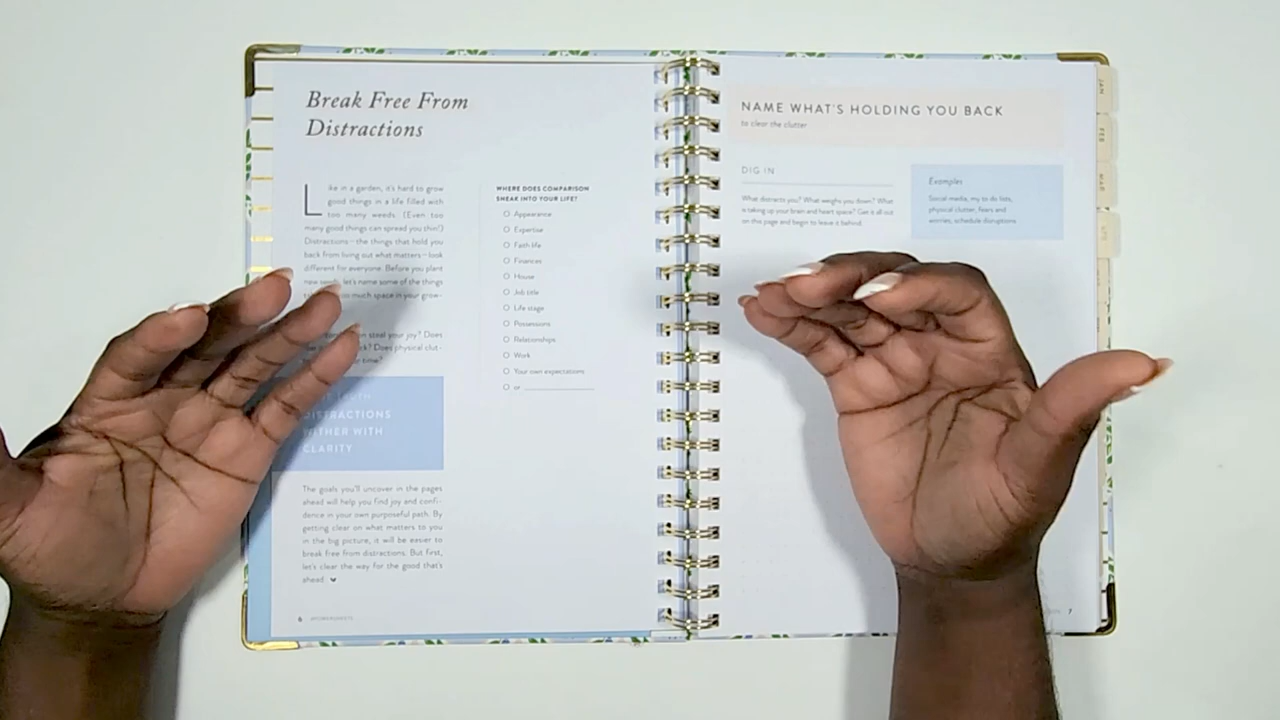 Break Free From
Distractions
Like in a garden, it's hard to grow
good things in a life filled with
too many weeds. (Even too
many good things can spread you thin!)
Distractions—the things that hold you
back from living out what matters—look
different for everyone. Before you plant
new seeds, let's name some of the things
too much space in your grow-
steal your joy? Does
Does physical clut-
time?
TRUTH
DISTRACTIONS
WITHER WITH
CLARITY
The goals you'll uncover in the pages
ahead will help you find joy and confi-
dence in your own purposeful path. By
getting clear on what matters to you
in the big picture, it will be easier to
break free from distractions. But first,
let's clear the way for the good that's
ahead.
6 POWERSHEETS
WHERE DOES COMPARISON
SNEAK INTO YOUR LIFE?
Appearance
Expertise
Faith life
Finances
House
Job title
Life stage
Possessions
Relationships
Work
Your own expectations
or
NAME WHAT'S HOLDING YOU BACK
to clear the clutter
DIG IN
What distracts you? What weighs you down? What
is taking up your brain and heart space? Get it all out
on this page and begin to leave it behind.
Examples
Social media, my to do lists,
physical clutter, fears and
worries, schedule disruptions
7
JAN
FEB
MAR